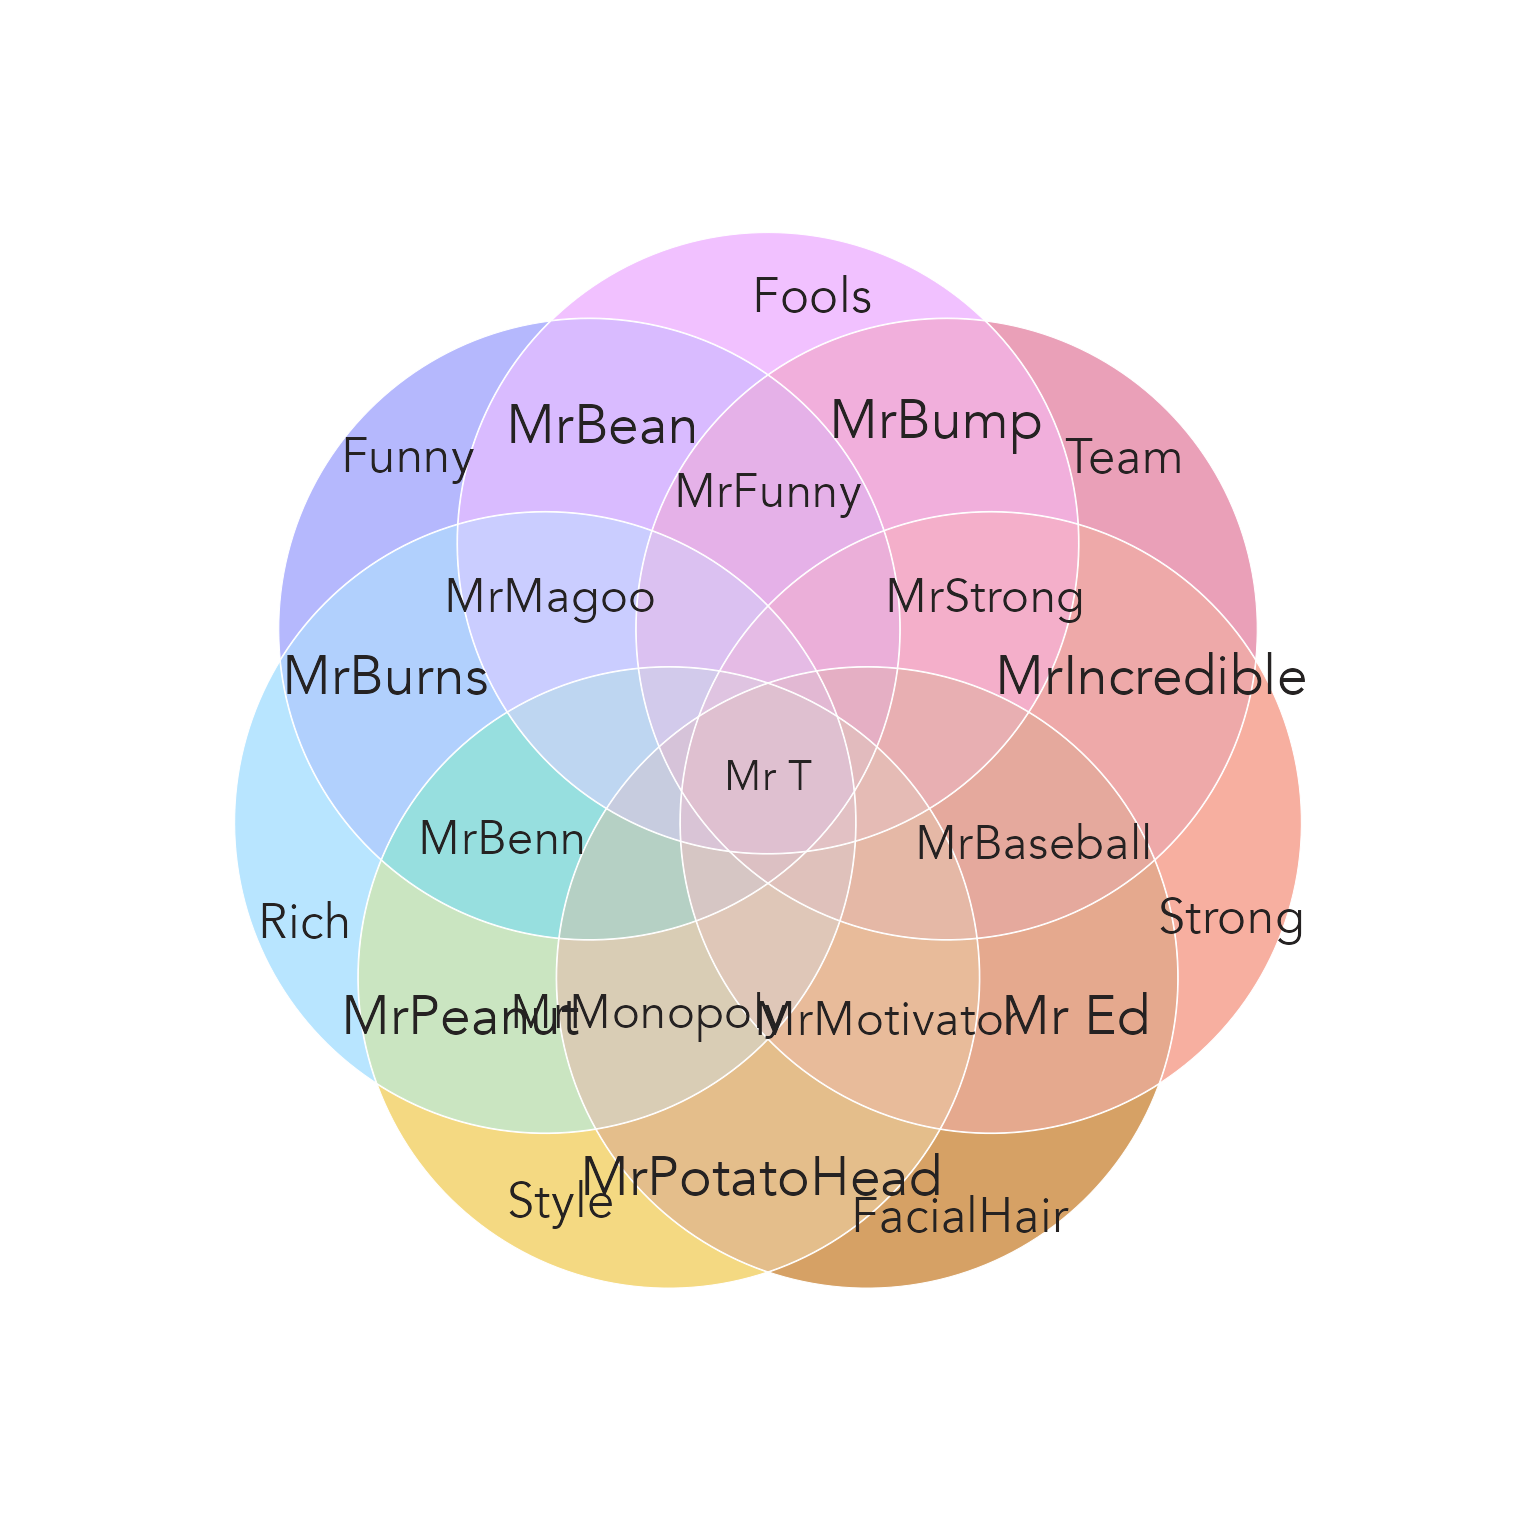 Fools
MrBean
MrBump
Funny
Team
MrFunny
MrMagoo
MrStrong
MrBurns
MrIncredible
Mr T
MrBenn
MrBaseball
Rich
Strong
MrPeanut
MrMonopoly
MrMotivator
Mr Ed
MrPotatoHead
Style
FacialHair